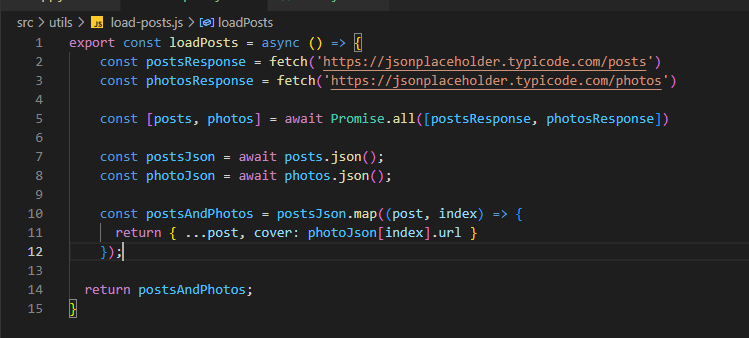 src > utils > JS load-posts.js > loadPosts
1 export const loadPosts = async () => {
2 const postsResponse = fetch('https://jsonplaceholder.typicode.com/posts')
3 const photosResponse = fetch('https://jsonplaceholder.typicode.com/photos')
4
5 const [posts, photos] = await Promise.all([postsResponse, photosResponse])
6
7 const postsJson = await posts.json();
8 const photoJson = await photos.json();
9
10 const postsAndPhotos = postsJson.map((post, index) => {
11 return { ...post, cover: photoJson[index].url }
12 });
13
14 return postsAndPhotos;
15 }